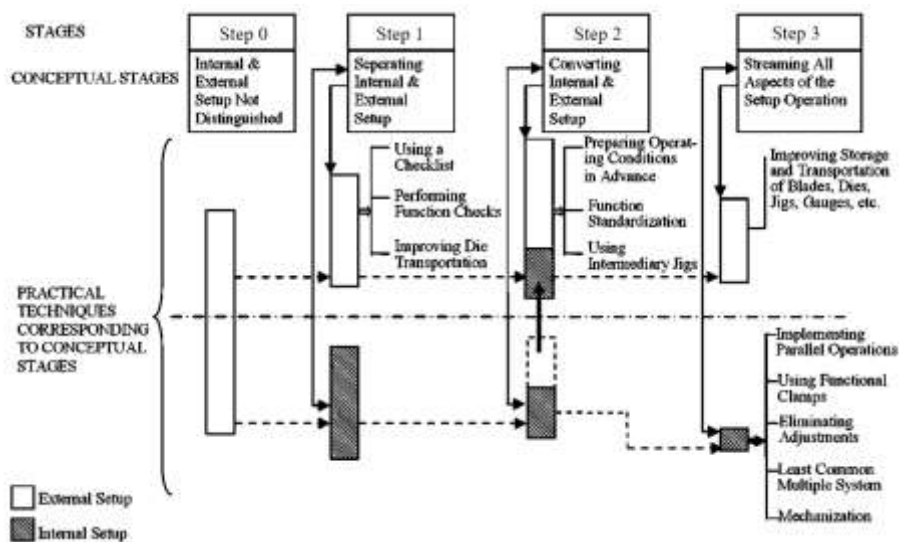 STAGES
Step 0
Step 1
Step 2
Step 3
CONCEPTUAL STAGES
Internal &
External
Setup Not
Distinguished
Seperating
Internal &
External
Setup
Converting
Internal &
External
Setup
Streaming All
Aspects of the
Setup Operation
Using a
Checklist
Performing
Function Checks
Improving Die
Transportation
Preparing Operat-
ing Conditions
in Advance
Function
Standardization
Using
Intermediary Jigs
Improving Storage
and Transportation
of Blades, Dies,
Jigs, Gauges, etc.
PRACTICAL
TECHNIQUES
CORRESPONDING
TO CONCEPTUAL
STAGES
Implementing
Parallel Operations
Using Functional
Clamps
Eliminating
Adjustments
Least Common
Multiple System
Mechanization
External Setup
Internal Setup